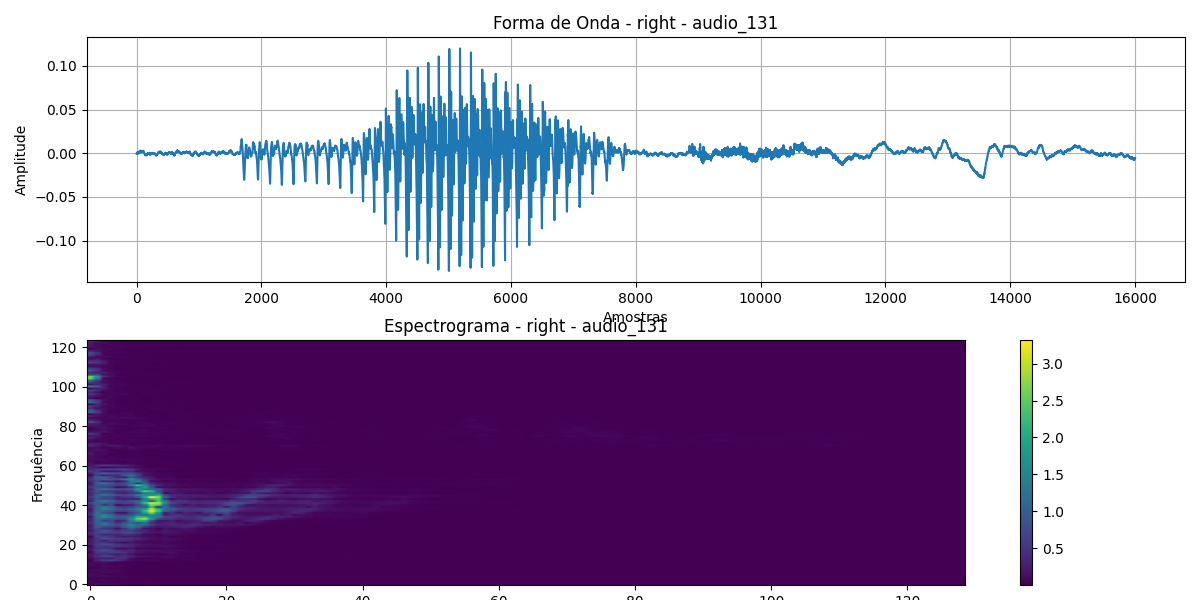 Forma de Onda - right - audio_131
0.10
0.05
0.00
−0.05
−0.10
Amplitude
0 2000 4000 6000 8000 10000 12000 14000 16000
Amostras
Espectrograma - right - audio_131
120
100
80
60
40
20
0
Frequência
3.0
2.5
2.0
1.5
1.0
0.5
0 20 40 60 80 100 120